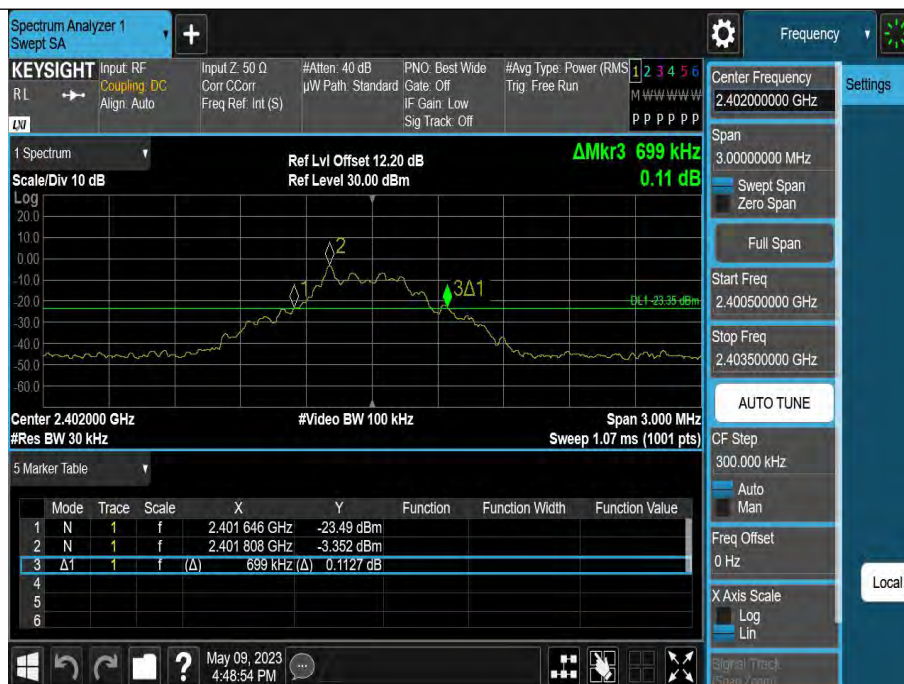 Spectrum Analyzer 1
Swept SA
Frequency
KEYSIGHT
RL
LXI
Input: RF
Coupling: DC
Align: Auto
Input Z: 50 Ω
Corr CCorr
Freq Ref: Int (S)
#Atten: 40 dB
µW Path: Standard
PNO: Best Wide
Gate: Off
IF Gain: Low
Sig Track: Off
#Avg Type: Power (RMS
Trig: Free Run
1 2 3 4 5 6
M W W W W W
P P P P P P
Center Frequency
2.402000000 GHz
Settings
Span
3.00000000 MHz
Swept Span
Zero Span
Full Span
Start Freq
2.400500000 GHz
Stop Freq
2.403500000 GHz
AUTO TUNE
CF Step
300.000 kHz
Auto
Man
Freq Offset
0 Hz
X Axis Scale
Log
Lin
Signal Track
(Span Zoom)
Local
1 Spectrum
Scale/Div 10 dB
Ref Lvl Offset 12.20 dB
Ref Level 30.00 dBm
ΔMkr3 699 kHz
0.11 dB
Log
20.0
10.0
0.00
-10.0
-20.0
-30.0
-40.0
-50.0
-60.0
2
1
3Δ1
DL1 -23.35 dBm
Center 2.402000 GHz
#Video BW 100 kHz
Span 3.000 MHz
#Res BW 30 kHz
Sweep 1.07 ms (1001 pts)
5 Marker Table
Mode Trace Scale X Y Function Function Width Function Value
1 N 1 f 2.401 646 GHz -23.49 dBm
2 N 1 f 2.401 808 GHz -3.352 dBm
3 Δ1 1 f (Δ) 699 kHz (Δ) 0.1127 dB
4
5
6
?
May 09, 2023
4:48:54 PM